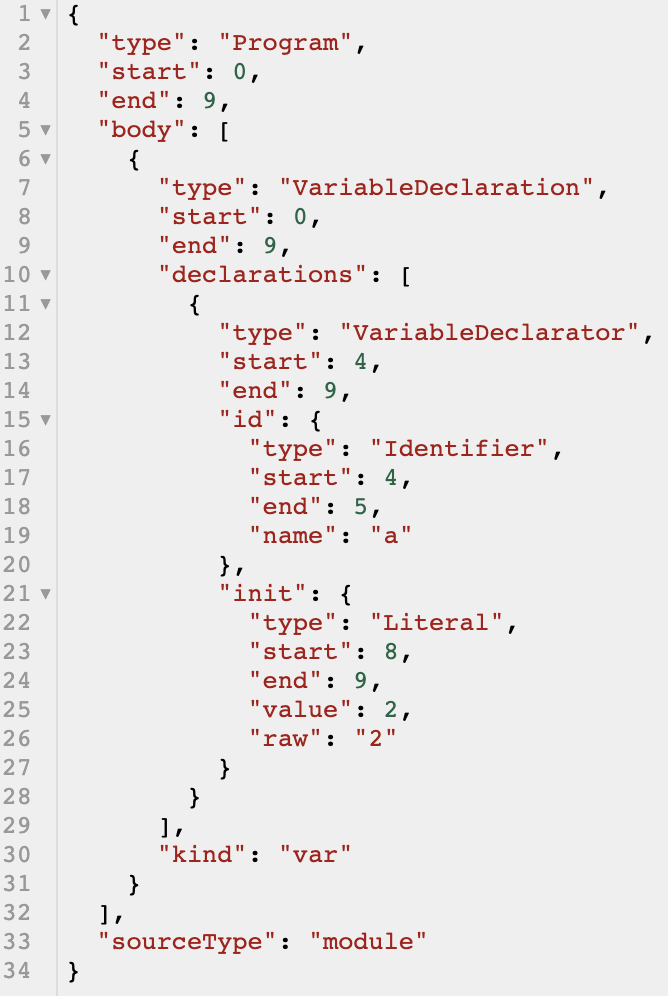 1 ▼ {
2 "type": "Program",
3 "start": 0,
4 "end": 9,
5 ▼ "body": [
6 ▼ {
7 "type": "VariableDeclaration",
8 "start": 0,
9 "end": 9,
10 ▼ "declarations": [
11 ▼ {
12 "type": "VariableDeclarator",
13 "start": 4,
14 "end": 9,
15 ▼ "id": {
16 "type": "Identifier",
17 "start": 4,
18 "end": 5,
19 "name": "a"
20 },
21 ▼ "init": {
22 "type": "Literal",
23 "start": 8,
24 "end": 9,
25 "value": 2,
26 "raw": "2"
27 }
28 }
29 ],
30 "kind": "var"
31 }
32 ],
33 "sourceType": "module"
34 }